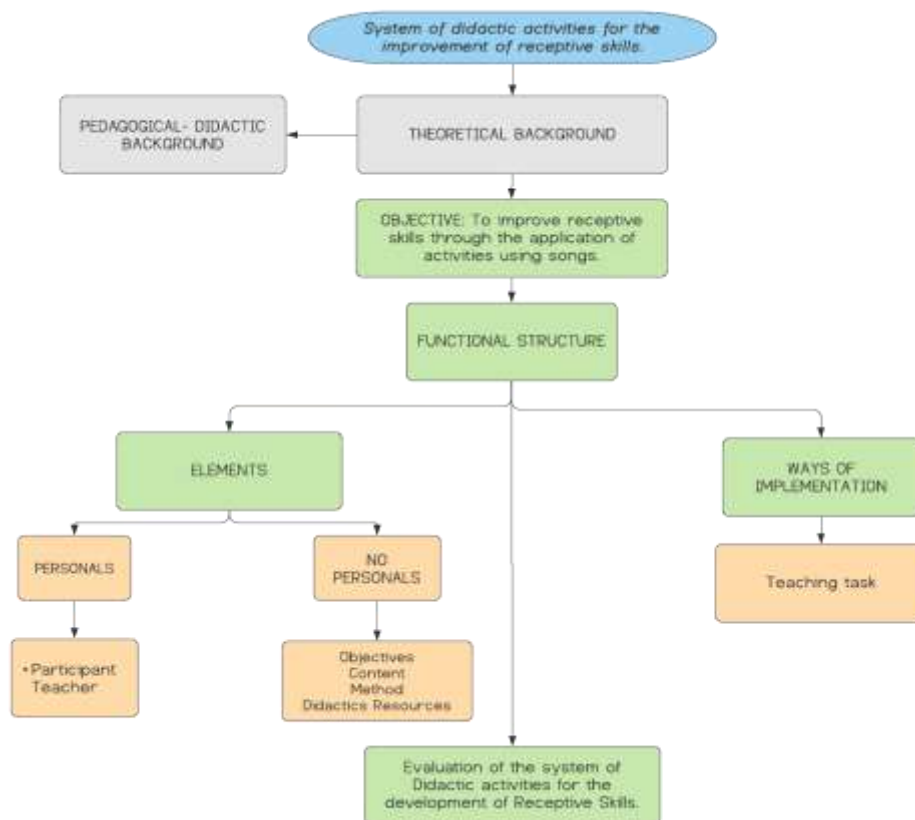 System of didactic activities for the
improvement of receptive skills.
PEDAGOGICAL- DIDACTIC
BACKGROUND
THEORETICAL BACKGROUND
OBJECTIVE: To improve receptive
skills through the application of
activities using songs.
FUNCTIONAL STRUCTURE
ELEMENTS
WAYS OF
IMPLEMENTATION
PERSONALS
NO
PERSONALS
Teaching task
• Participant
Teacher
Objectives
Content
Method
Didactics Resources
Evaluation of the system of
Didactic activities for the
development of Receptive Skills.